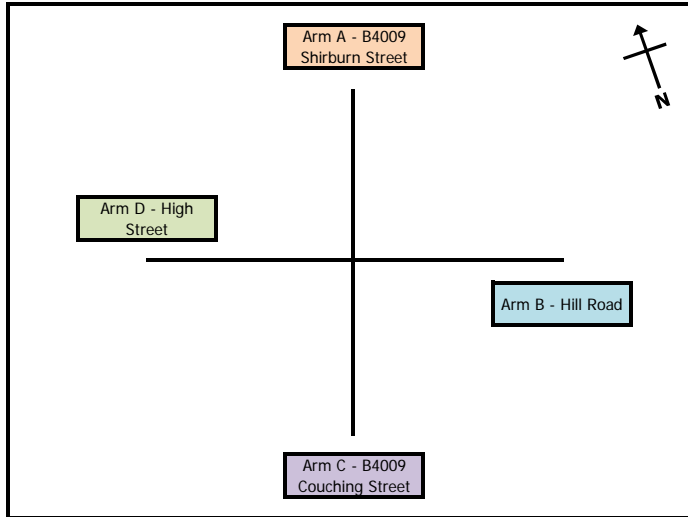 Arm A - B4009
Shirburn Street
N
Arm D - High
Street
Arm B - Hill Road
Arm C - B4009
Couching Street